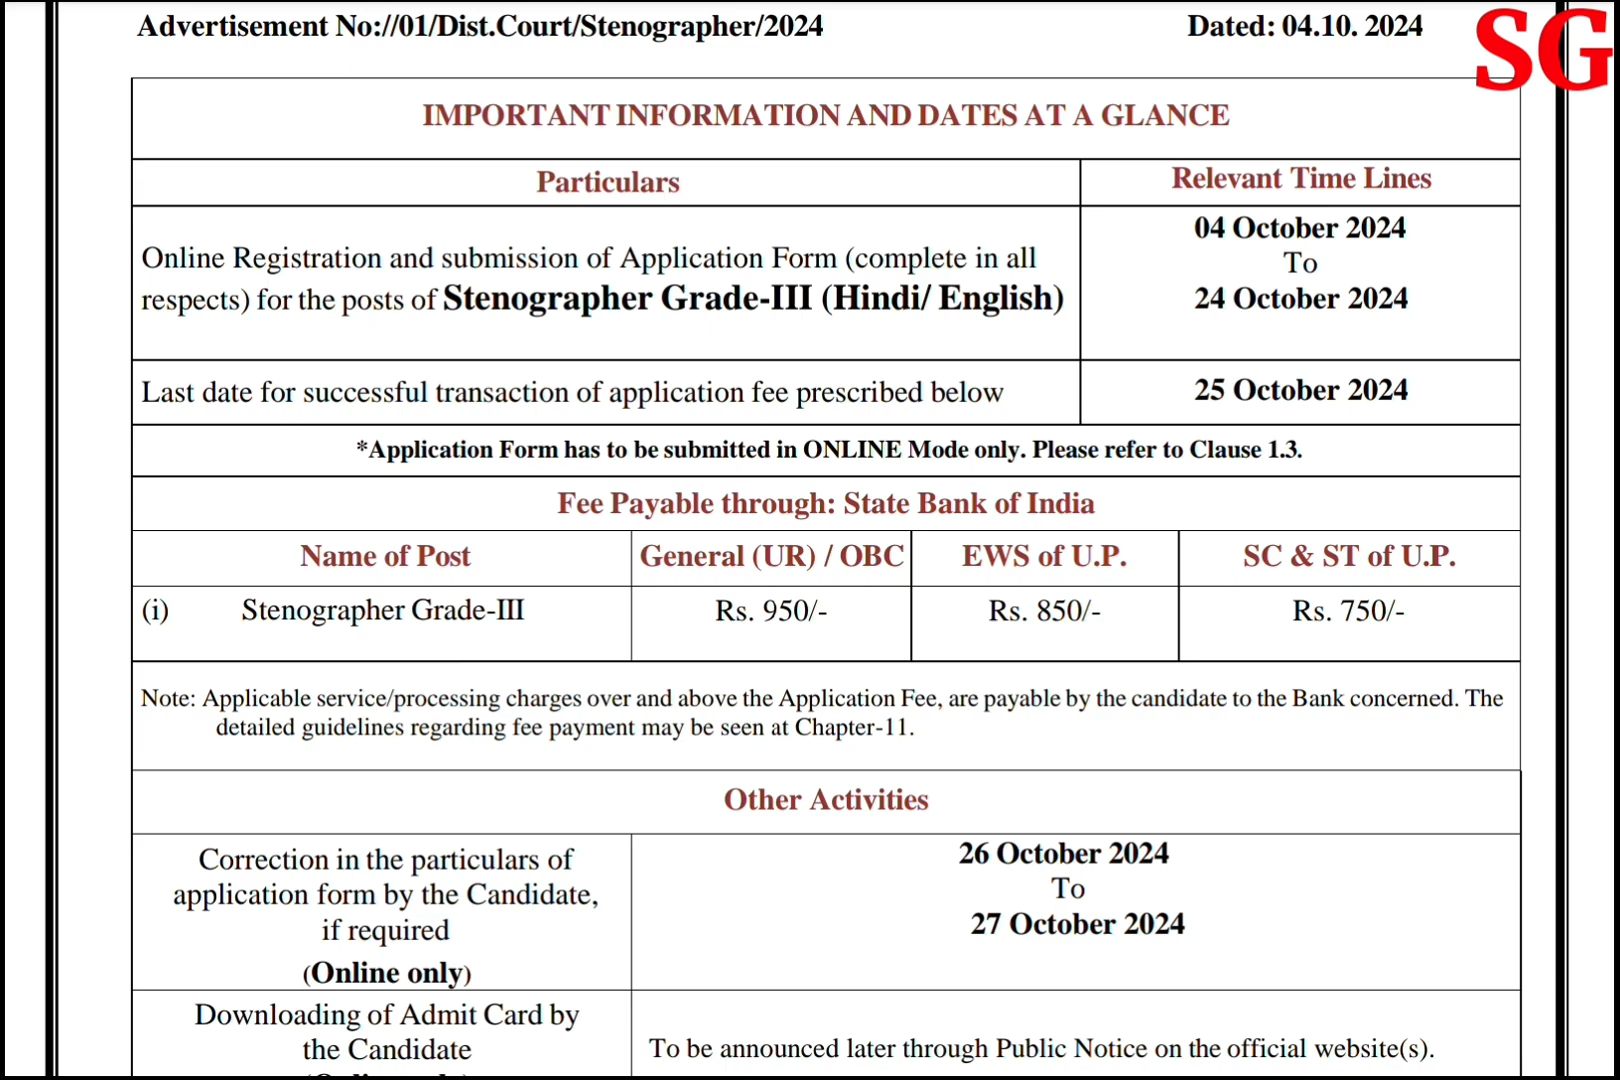 Advertisement No://01/Dist.Court/Stenographer/2024 Dated: 04.10. 2024
SG
IMPORTANT INFORMATION AND DATES AT A GLANCE
Particulars Relevant Time Lines
Online Registration and submission of Application Form (complete in all
respects) for the posts of Stenographer Grade-III (Hindi/ English)
04 October 2024
To
24 October 2024
Last date for successful transaction of application fee prescribed below 25 October 2024
*Application Form has to be submitted in ONLINE Mode only. Please refer to Clause 1.3.
Fee Payable through: State Bank of India
Name of Post General (UR) / OBC EWS of U.P. SC & ST of U.P.
(i) Stenographer Grade-III Rs. 950/- Rs. 850/- Rs. 750/-
Note: Applicable service/processing charges over and above the Application Fee, are payable by the candidate to the Bank concerned. The
detailed guidelines regarding fee payment may be seen at Chapter-11.
Other Activities
Correction in the particulars of
application form by the Candidate,
if required
(Online only)
26 October 2024
To
27 October 2024
Downloading of Admit Card by
the Candidate
To be announced later through Public Notice on the official website(s).